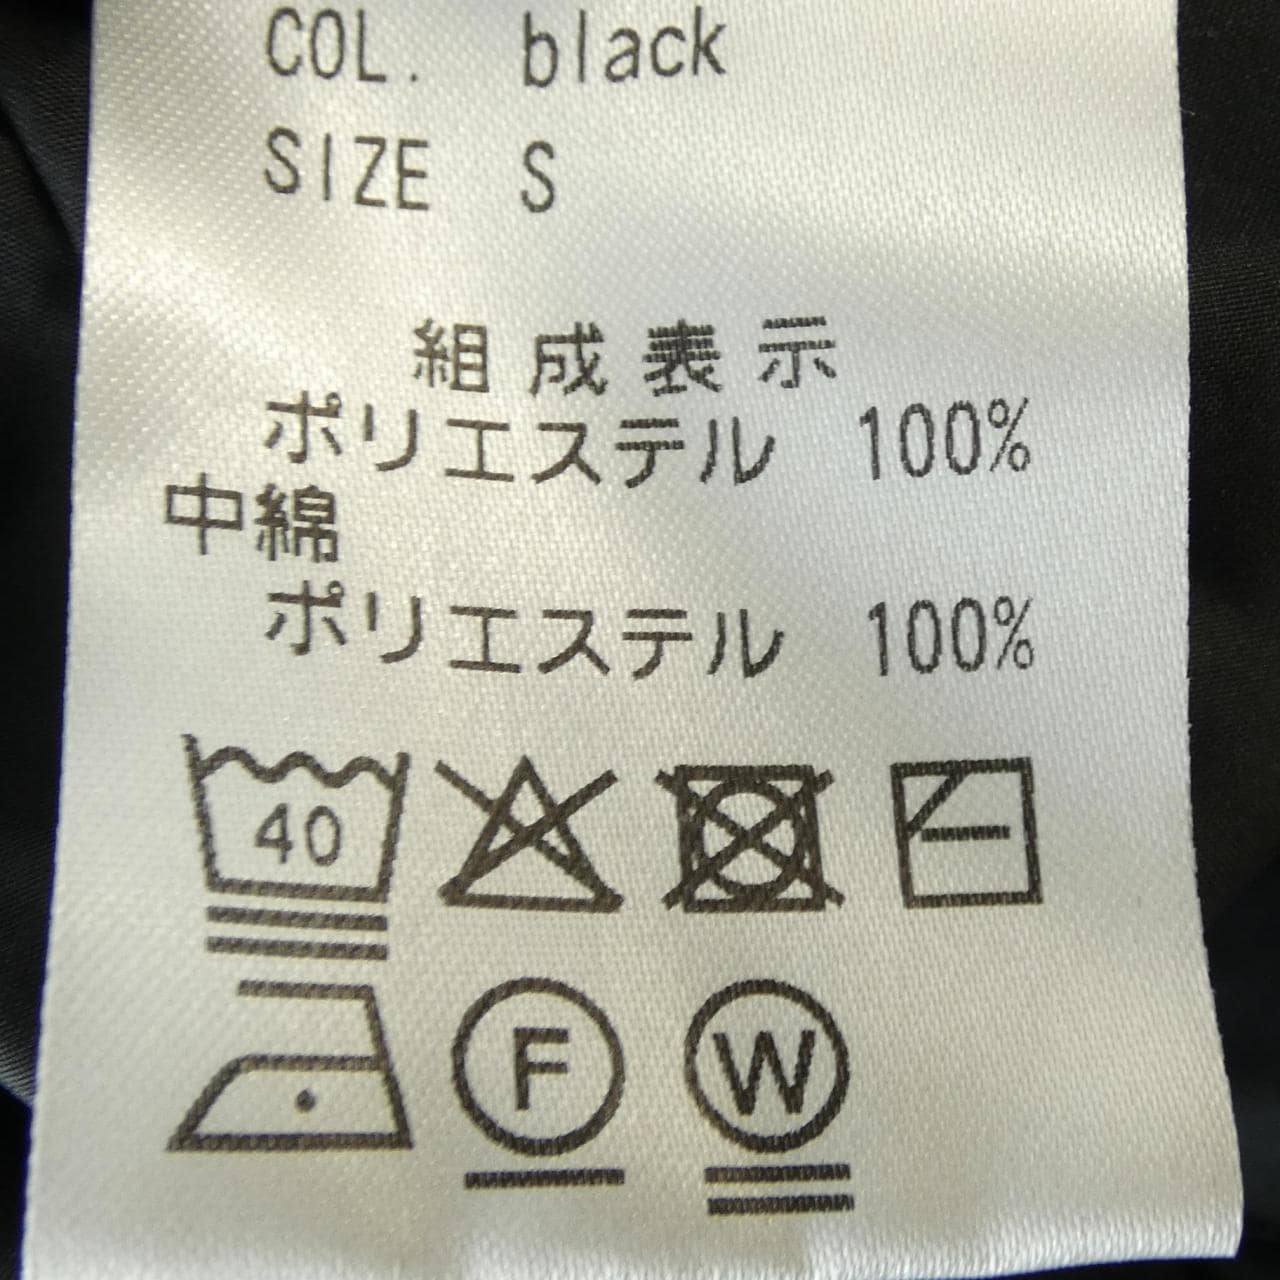 COL. black
SIZE S
組成表示
ポリエステル 100%
中綿
ポリエステル 100%
40
F
W